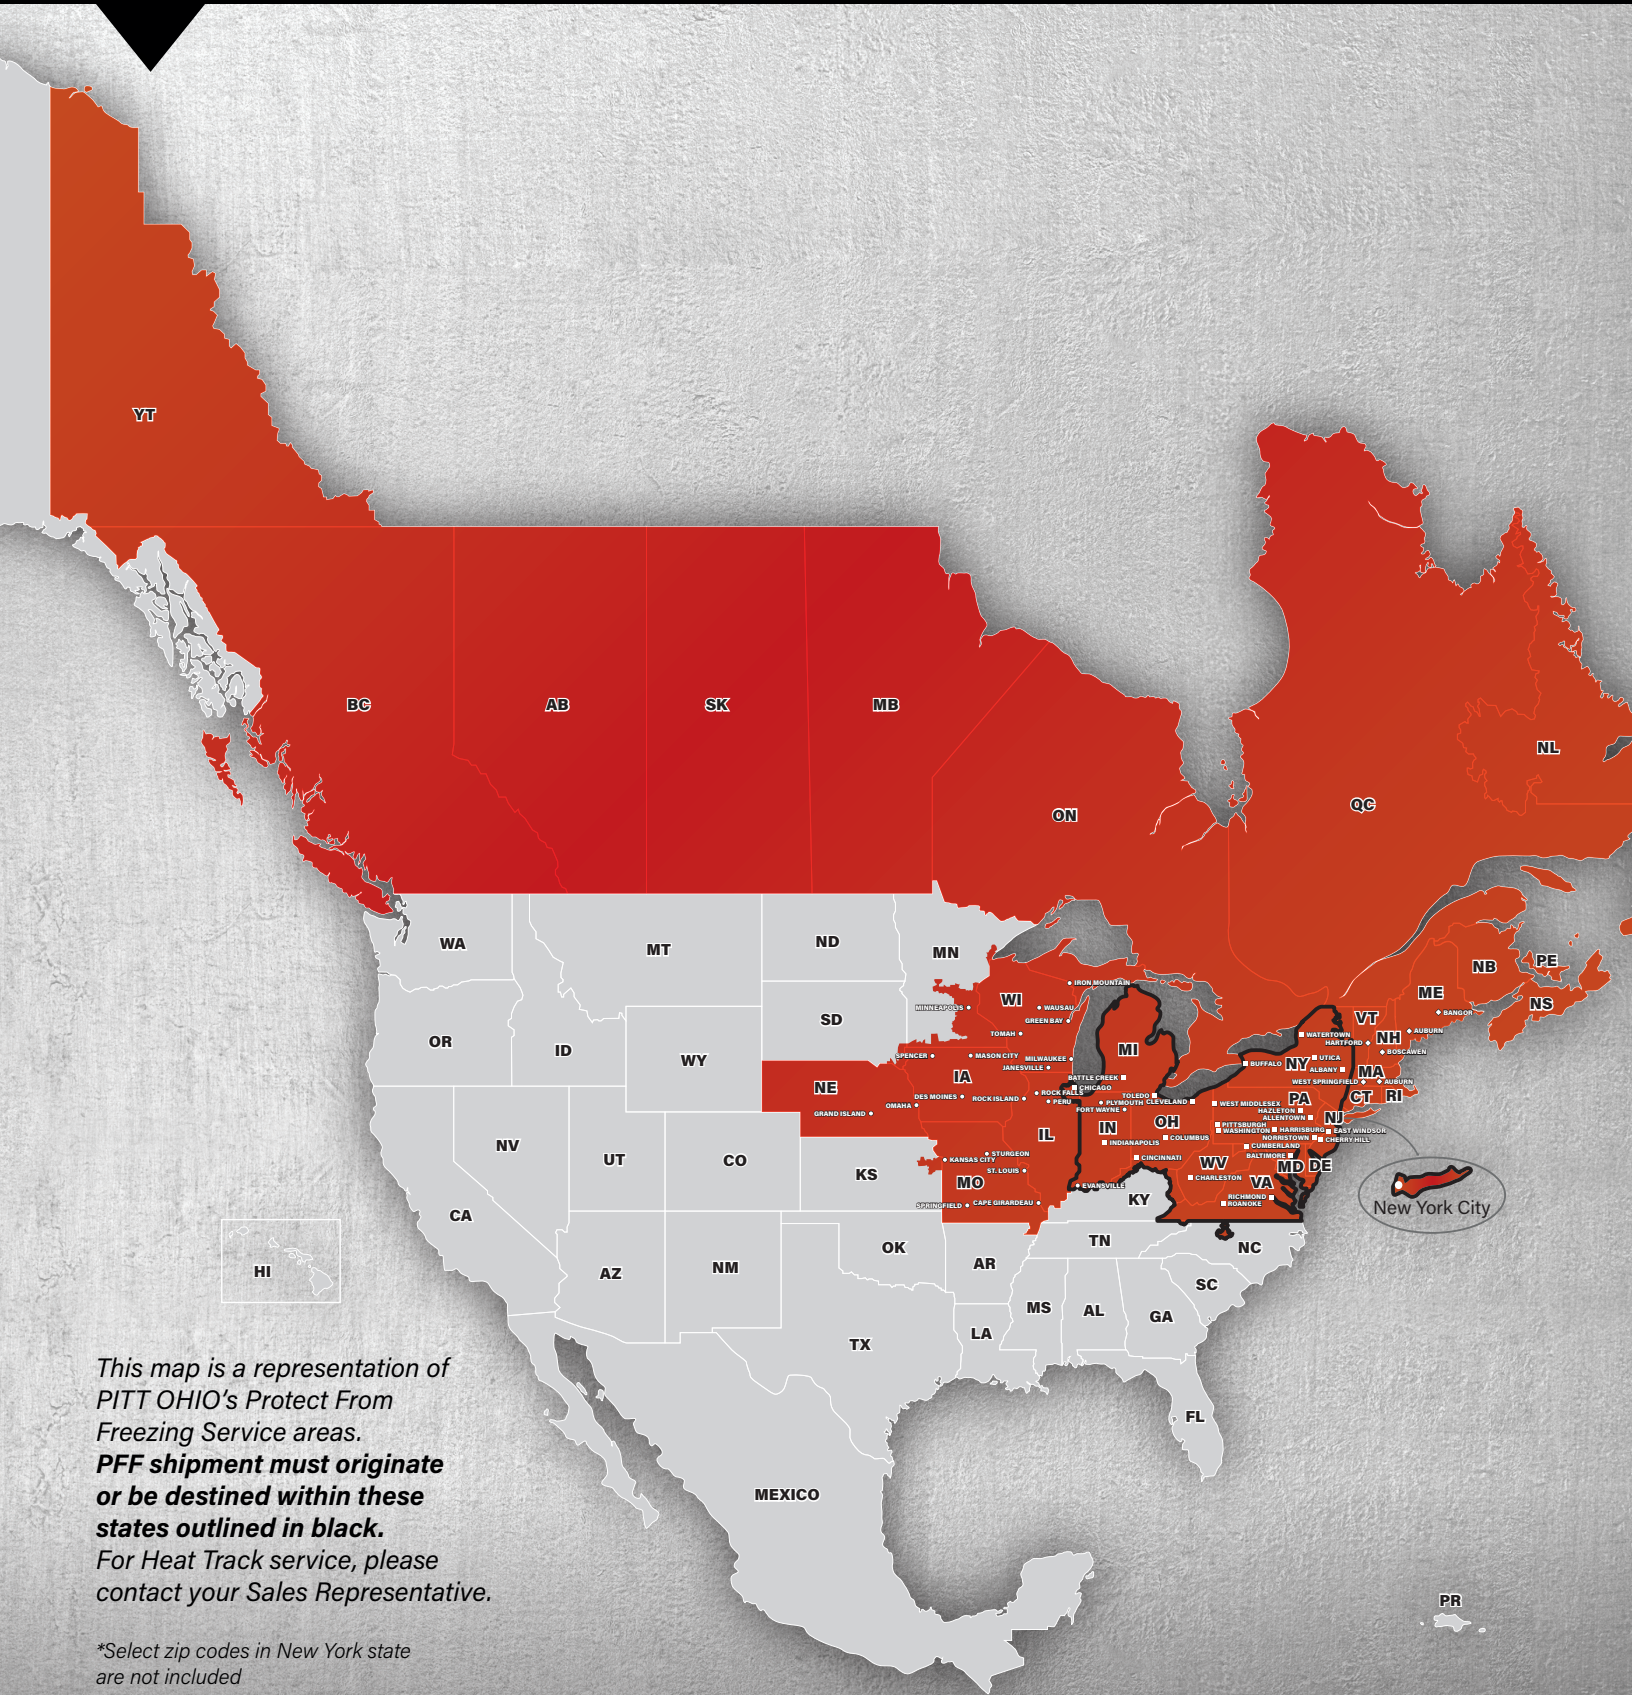 YT
BC
AB
SK
MB
ON
QC
NL
NB
PE
NS
ME
WA
MT
ND
MN
OR
ID
WY
SD
NE
IA
WI
MI
NV
UT
CO
KS
MO
IL
IN
OH
KY
WV
VA
PA
NY
VT
NH
MA
CT
RI
NJ
MD
DE
CA
AZ
NM
OK
TX
AR
LA
MS
AL
TN
GA
SC
NC
FL
HI
PR
MEXICO
IRON MOUNTAIN
MINNEAPOLIS
WAUSAU
GREEN BAY
TOMAH
SPENCER
MASON CITY
MILWAUKEE
JANESVILLE
BATTLE CREEK
CHICAGO
DES MOINES
ROCK ISLAND
ROCK FALLS
PERU
OMAHA
GRAND ISLAND
TOLEDO
PLYMOUTH
CLEVELAND
FORT WAYNE
INDIANAPOLIS
COLUMBUS
CINCINNATI
EVANSVILLE
STURGEON
KANSAS CITY
ST. LOUIS
SPRINGFIELD
CAPE GIRARDEAU
WATERTOWN
HARTFORD
BUFFALO
UTICA
ALBANY
WEST SPRINGFIELD
AUBURN
BANGOR
AUBURN
BOSCAWEN
WEST MIDDLESEX
HAZLETON
ALLENTOWN
PITTSBURGH
WASHINGTON
HARRISBURG
EAST WINDSOR
NORRISTOWN
CHERRY HILL
CUMBERLAND
BALTIMORE
CHARLESTON
RICHMOND
ROANOKE
New York City
This map is a representation of
PITT OHIO's Protect From
Freezing Service areas.
PFF shipment must originate
or be destined within these
states outlined in black.
For Heat Track service, please
contact your Sales Representative.
*Select zip codes in New York state
are not included